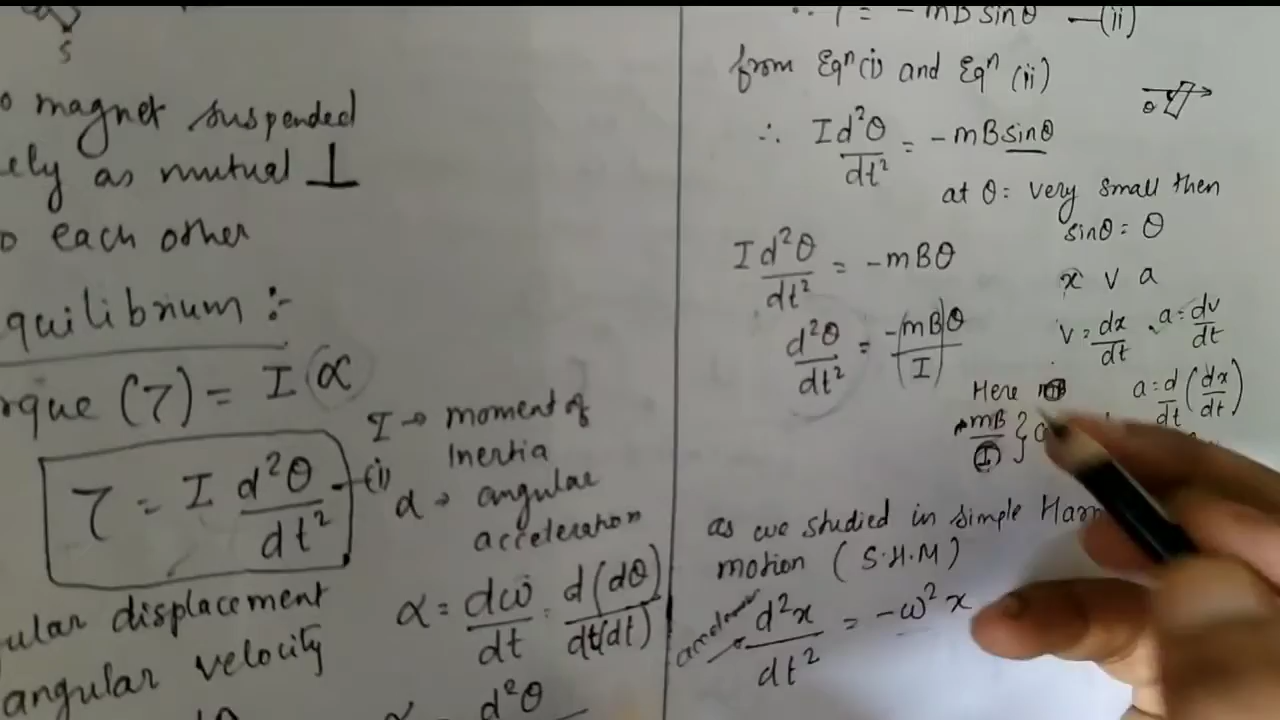 S
magnet suspended
ely as mutual ⊥
each other
quilibrium :-
rque (τ) = I α
I → moment of
Inertia
τ = I d²θ/dt² —(i)
α → angular
acceleration
ular displacement
angular velocity
α = dω/dt = d(dθ)/dt(dt)
d²θ
= - mB sinθ —(ii)
from Eqⁿ(i) and Eqⁿ (ii)
θ
∴ I d²θ/dt² = - mB sinθ
at θ = very small then
sinθ = θ
I d²θ/dt² = - mBθ
x v a
d²θ/dt² = -(mB/I)θ
v = dx/dt , a = dv/dt
Here
a = d/dt (dx/dt)
mB/I }
as we studied in simple Harm
motion ( S.H.M )
d²x/dt² = -ω² x